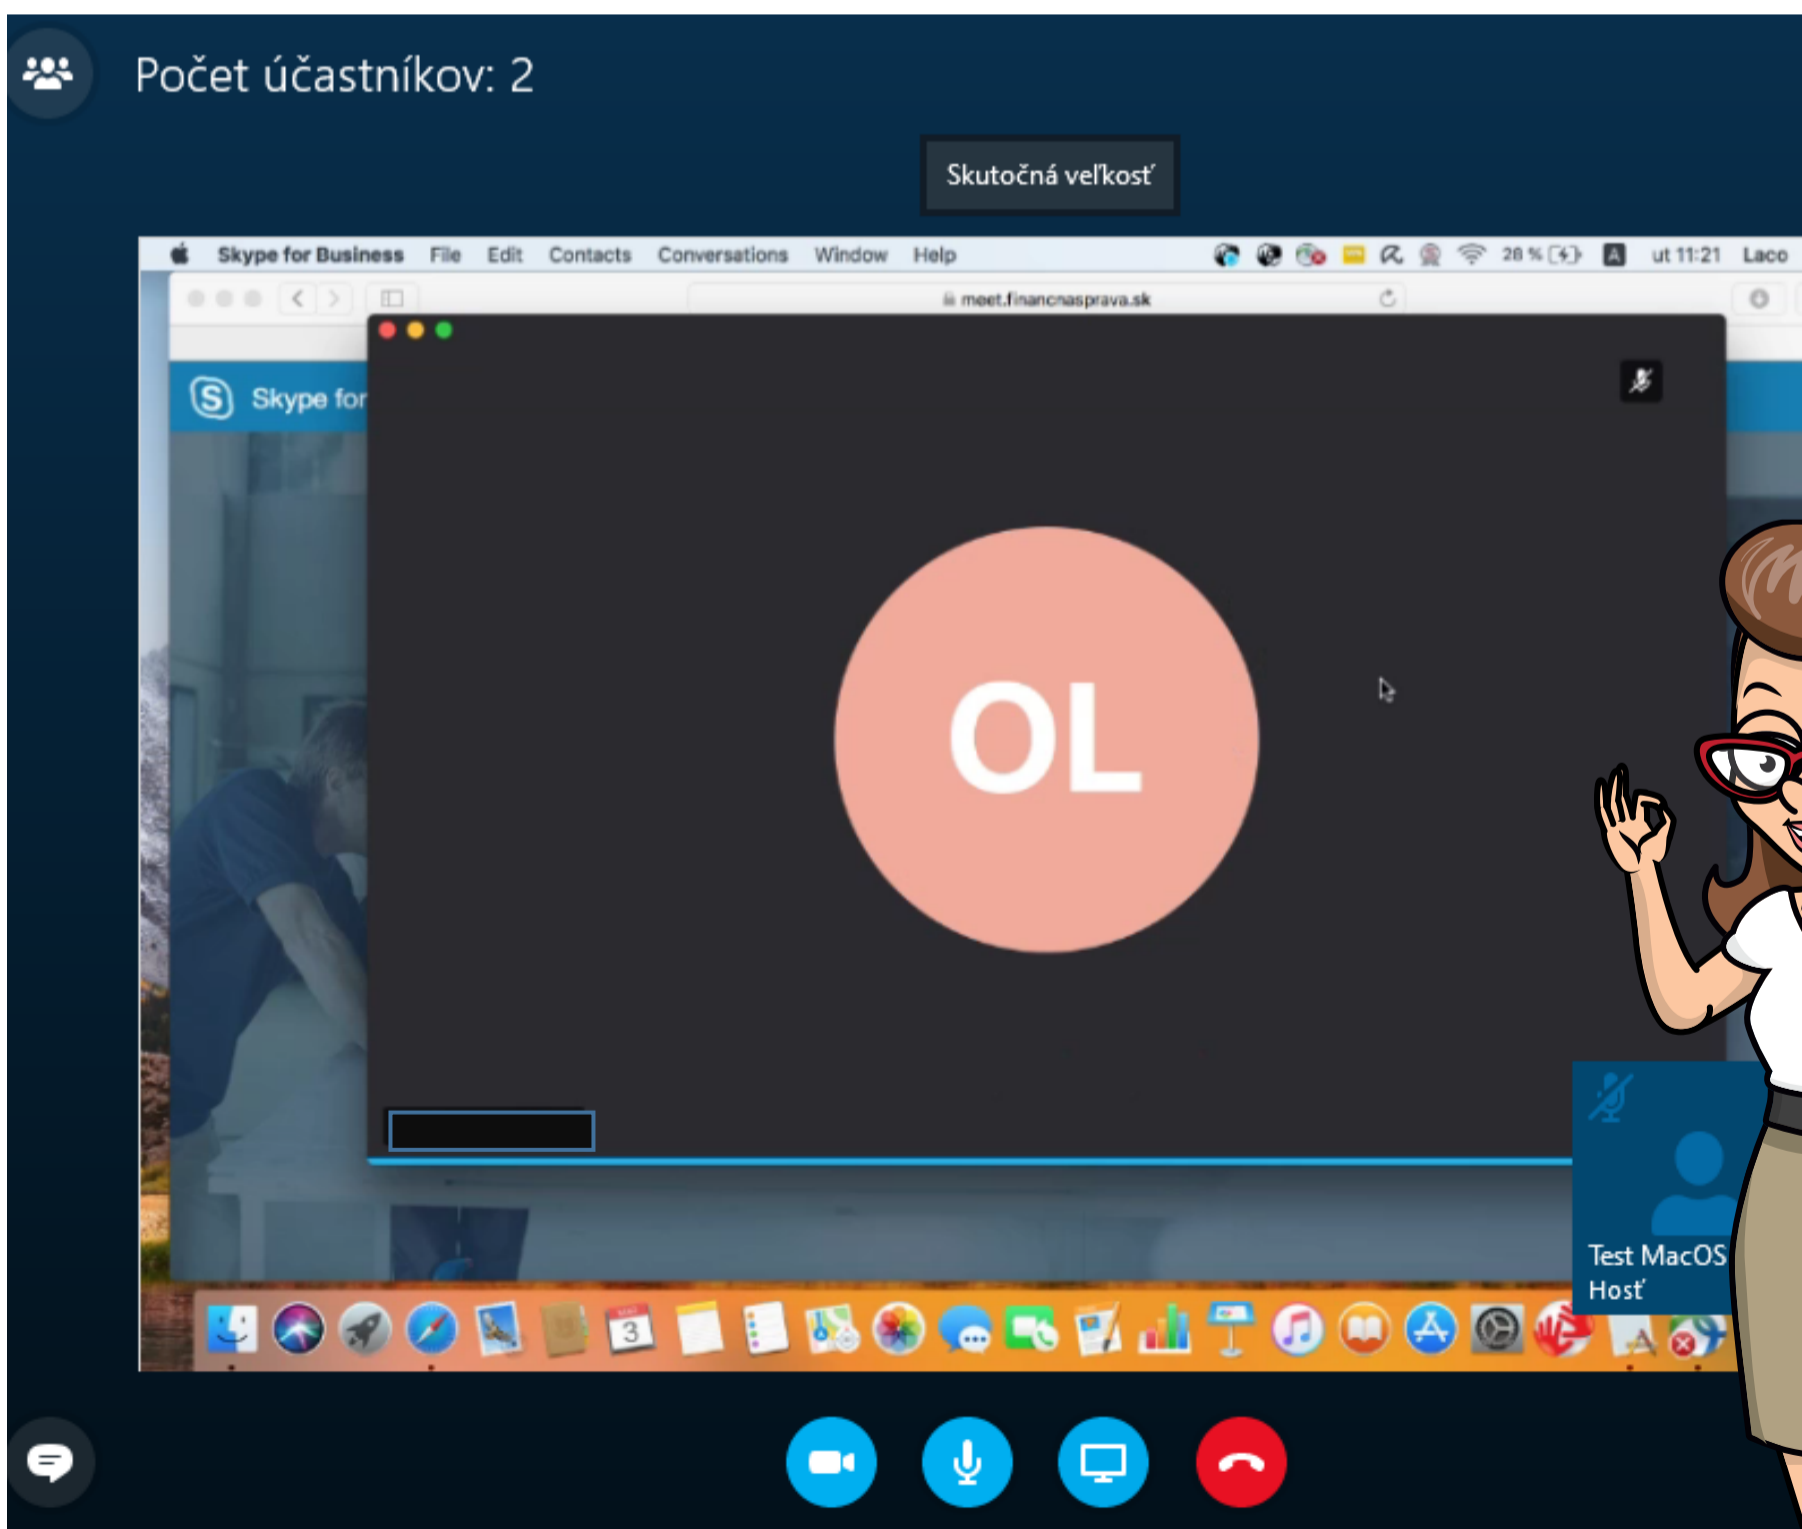 Počet účastníkov: 2
Skutočná veľkosť
Skype for Business File Edit Contacts Conversations Window Help 28 % A ut 11:21 Laco
meet.financnasprava.sk
S Skype for
OL
Test MacOS
Hosť
3